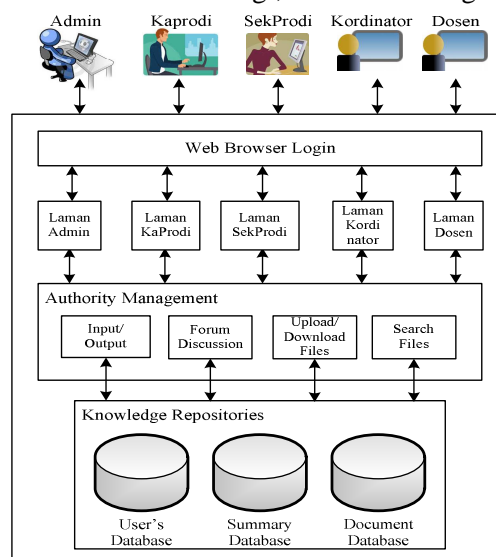 Admin Kaprodi SekProdi Kordinator Dosen
Web Browser Login
Laman
Admin
Laman
KaProdi
Laman
SekProdi
Laman
Kordi
nator
Laman
Dosen
Authority Management
Input/
Output
Forum
Discussion
Upload/
Download
Files
Search
Files
Knowledge Repositories
User's
Database
Summary
Database
Document
Database